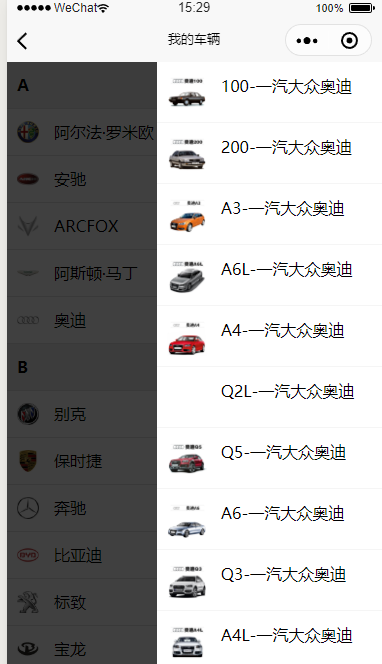 WeChat 15:29 100%
我的车辆
A
阿尔法·罗米欧
安驰
ARCFOX
阿斯顿·马丁
奥迪
B
别克
保时捷
奔驰
比亚迪
标致
宝龙
100-一汽大众奥迪
200-一汽大众奥迪
A3-一汽大众奥迪
A6L-一汽大众奥迪
A4-一汽大众奥迪
Q2L-一汽大众奥迪
Q5-一汽大众奥迪
A6-一汽大众奥迪
Q3-一汽大众奥迪
A4L-一汽大众奥迪